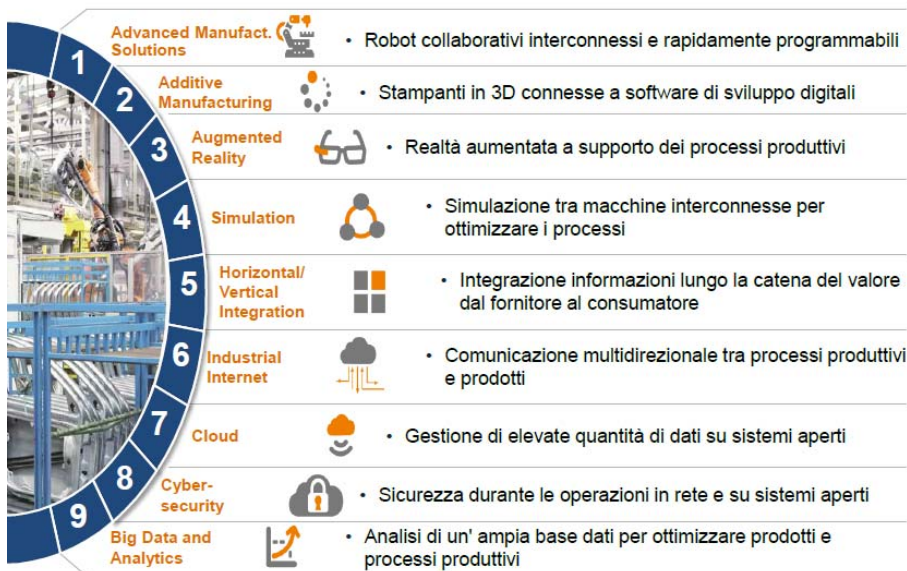 1
Advanced Manufact.
Solutions
• Robot collaborativi interconnessi e rapidamente programmabili
2
Additive
Manufacturing
• Stampanti in 3D connesse a software di sviluppo digitali
3
Augmented
Reality
• Realtà aumentata a supporto dei processi produttivi
4
Simulation
• Simulazione tra macchine interconnesse per
ottimizzare i processi
5
Horizontal/
Vertical
Integration
• Integrazione informazioni lungo la catena del valore
dal fornitore al consumatore
6
Industrial
Internet
• Comunicazione multidirezionale tra processi produttivi
e prodotti
7
Cloud
• Gestione di elevate quantità di dati su sistemi aperti
8
Cyber-
security
• Sicurezza durante le operazioni in rete e su sistemi aperti
9
Big Data and
Analytics
• Analisi di un' ampia base dati per ottimizzare prodotti e
processi produttivi